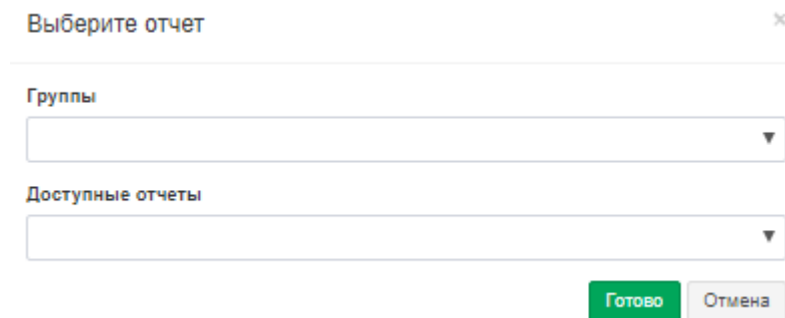 Выберите отчет
Группы
Доступные отчеты
Готово Отмена